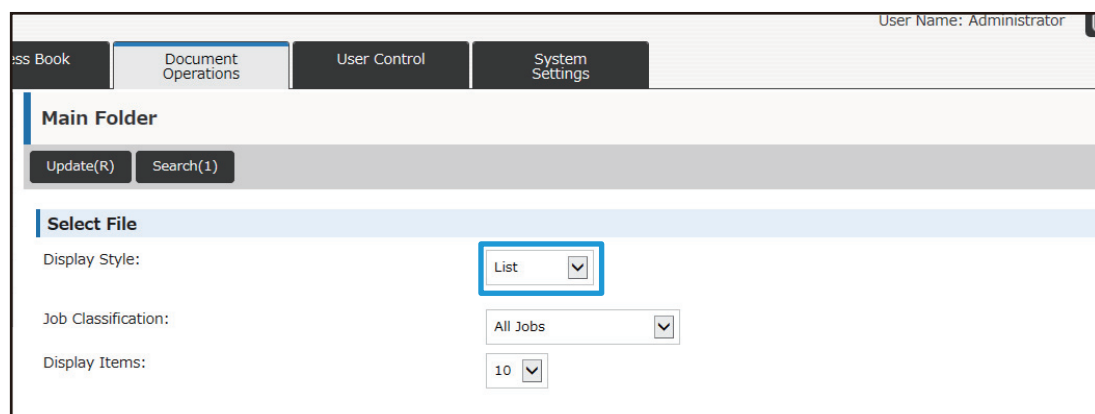 User Name: Administrator
ess Book
Document
Operations
User Control
System
Settings
Main Folder
Update(R)
Search(1)
Select File
Display Style:
List
Job Classification:
All Jobs
Display Items:
10